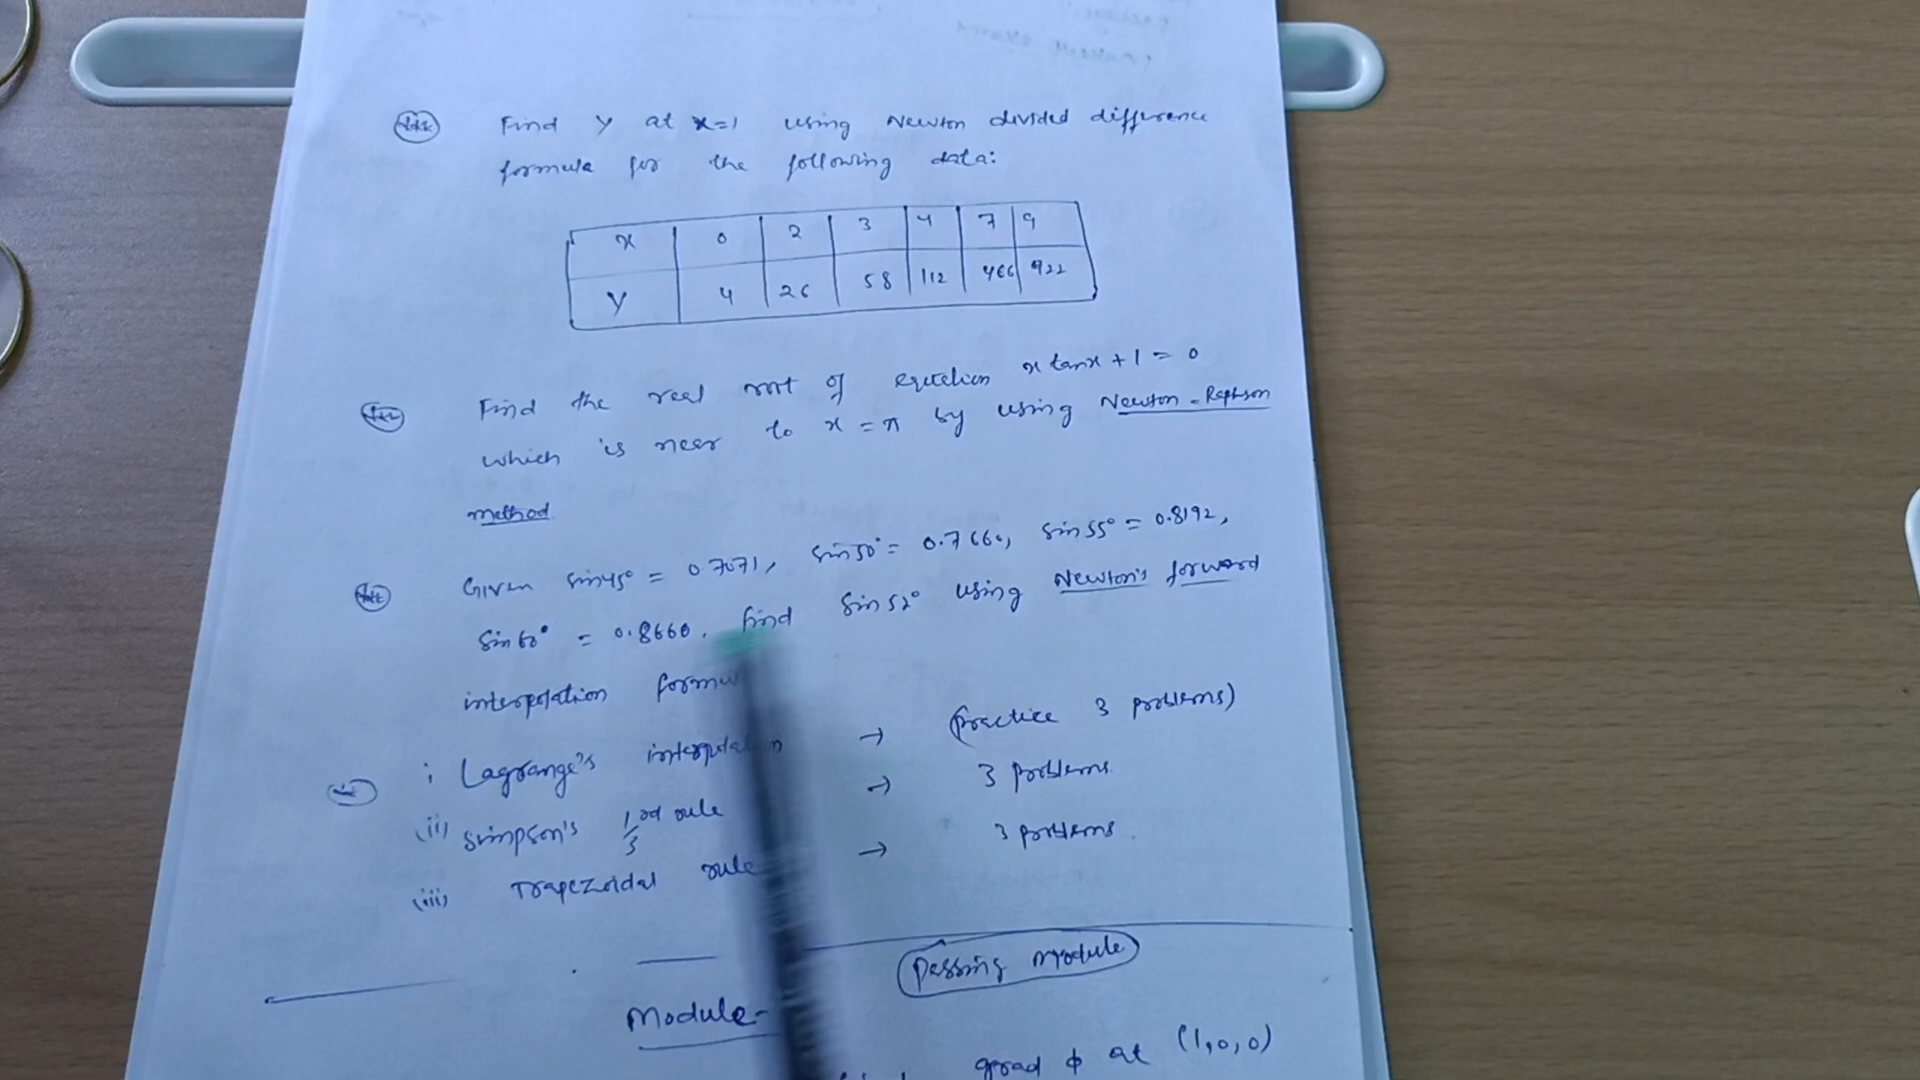 Find y at x=1 using Newton divided difference
formula for the following data:
x 0 2 3 4 7 9
y 4 26 58 112 466 922
Find the real root of equation x tanx + 1 = 0
which is near to x = π by using Newton-Raphson
method
Given sin45° = 0.7071, sin50° = 0.7660, sin55° = 0.8192,
sin60° = 0.8660, find sin52° using Newton's forward
interpolation
i Lagrange's → (practice 3 problems)
(ii) Simpson's 1/3rd rule → 3 problems
(iii) Trapezoidal rule → 3 problems.
passing module
Module-
grad ϕ at (1,0,0)